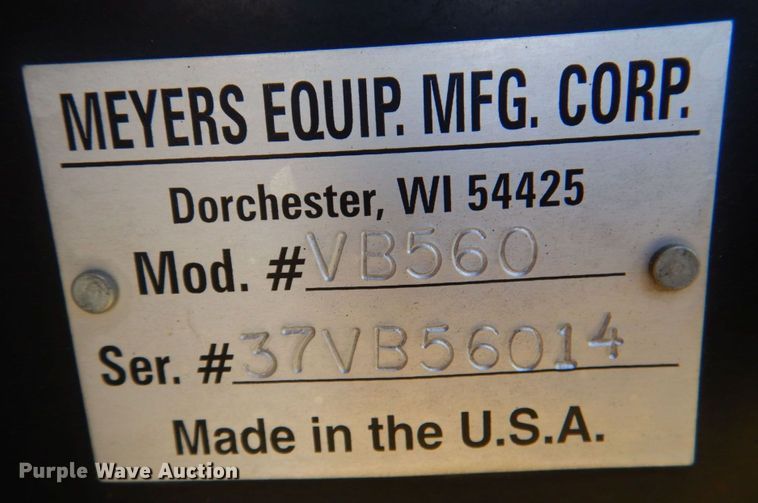 MEYERS EQUIP. MFG. CORP.
Dorchester, WI 54425
Mod. # VB560
Ser. # 37VB56014
Made in the U.S.A.
Purple Wave Auction